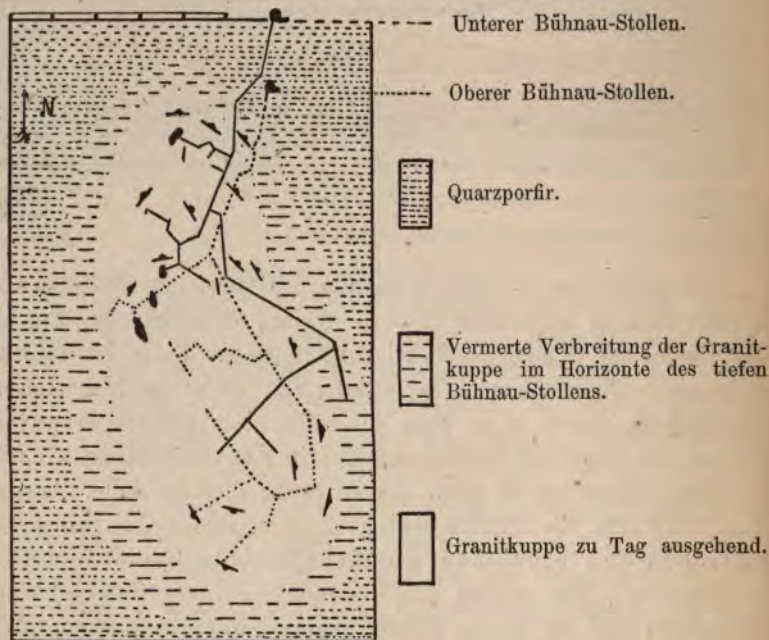 N
Unterer Bühnau-Stollen.
Oberer Bühnau-Stollen.
Quarzporfir.
Vermerte Verbreitung der Granit-
kuppe im Horizonte des tiefen
Bühnau-Stollens.
Granitkuppe zu Tag ausgehend.